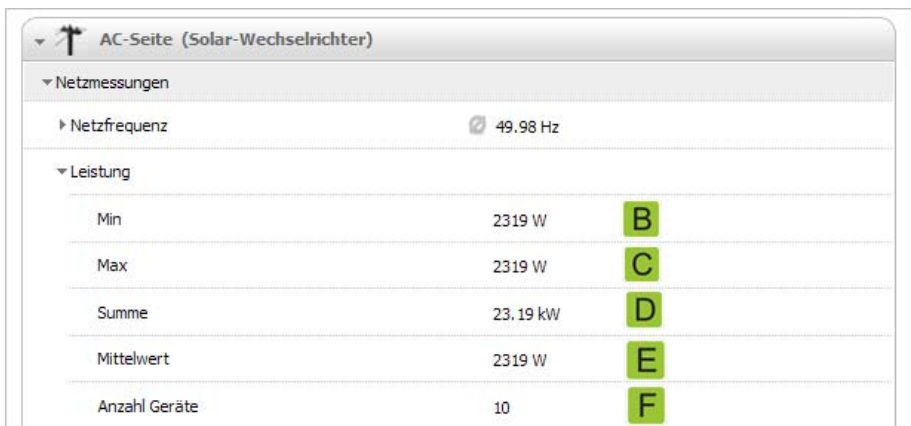 AC-Seite (Solar-Wechselrichter)
Netzmessungen
Netzfrequenz Ø 49.98 Hz
Leistung
Min 2319 W B
Max 2319 W C
Summe 23.19 kW D
Mittelwert 2319 W E
Anzahl Geräte 10 F